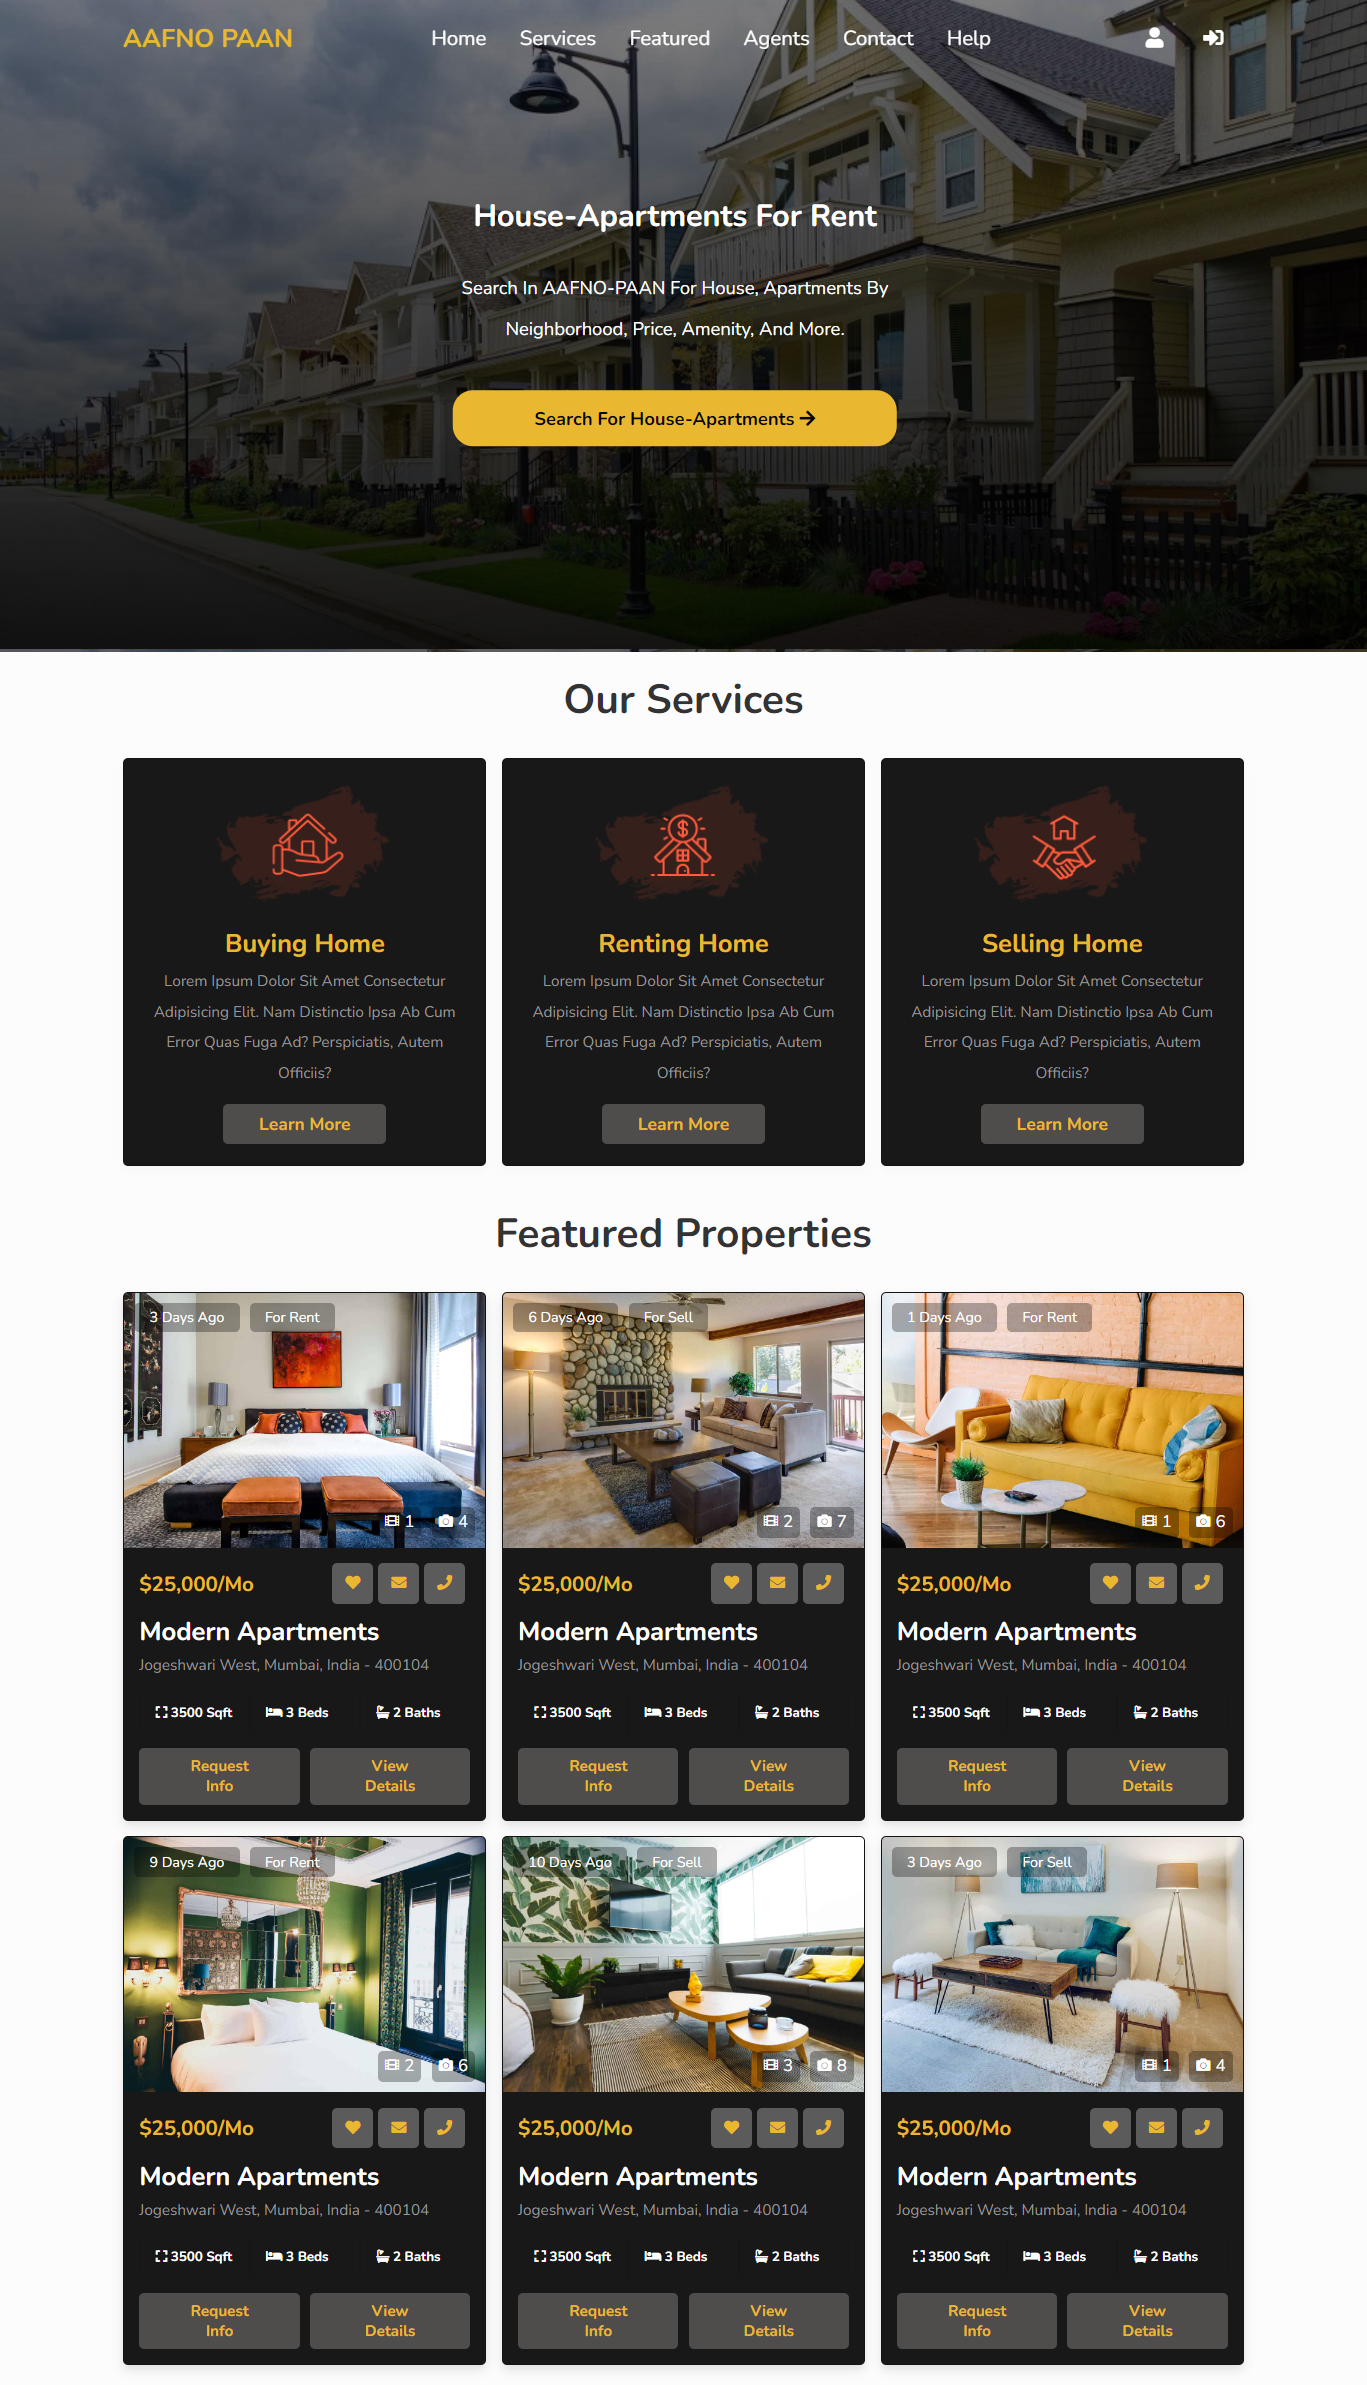 AAFNO PAAN
Home Services Featured Agents Contact Help
House-Apartments For Rent
Search In AAFNO-PAAN For House, Apartments By
Neighborhood, Price, Amenity, And More.
Search For House-Apartments
Our Services
Buying Home
Lorem Ipsum Dolor Sit Amet Consectetur
Adipisicing Elit. Nam Distinctio Ipsa Ab Cum
Error Quas Fuga Ad? Perspiciatis, Autem
Officiis?
Learn More
Renting Home
Lorem Ipsum Dolor Sit Amet Consectetur
Adipisicing Elit. Nam Distinctio Ipsa Ab Cum
Error Quas Fuga Ad? Perspiciatis, Autem
Officiis?
Learn More
Selling Home
Lorem Ipsum Dolor Sit Amet Consectetur
Adipisicing Elit. Nam Distinctio Ipsa Ab Cum
Error Quas Fuga Ad? Perspiciatis, Autem
Officiis?
Learn More
Featured Properties
3 Days Ago For Rent
1 4
$25,000/Mo
Modern Apartments
Jogeshwari West, Mumbai, India - 400104
3500 Sqft 3 Beds 2 Baths
Request
Info
View
Details
6 Days Ago For Sell
2 7
$25,000/Mo
Modern Apartments
Jogeshwari West, Mumbai, India - 400104
3500 Sqft 3 Beds 2 Baths
Request
Info
View
Details
1 Days Ago For Rent
1 6
$25,000/Mo
Modern Apartments
Jogeshwari West, Mumbai, India - 400104
3500 Sqft 3 Beds 2 Baths
Request
Info
View
Details
9 Days Ago For Rent
2 6
$25,000/Mo
Modern Apartments
Jogeshwari West, Mumbai, India - 400104
3500 Sqft 3 Beds 2 Baths
Request
Info
View
Details
10 Days Ago For Sell
3 8
$25,000/Mo
Modern Apartments
Jogeshwari West, Mumbai, India - 400104
3500 Sqft 3 Beds 2 Baths
Request
Info
View
Details
3 Days Ago For Sell
1 4
$25,000/Mo
Modern Apartments
Jogeshwari West, Mumbai, India - 400104
3500 Sqft 3 Beds 2 Baths
Request
Info
View
Details